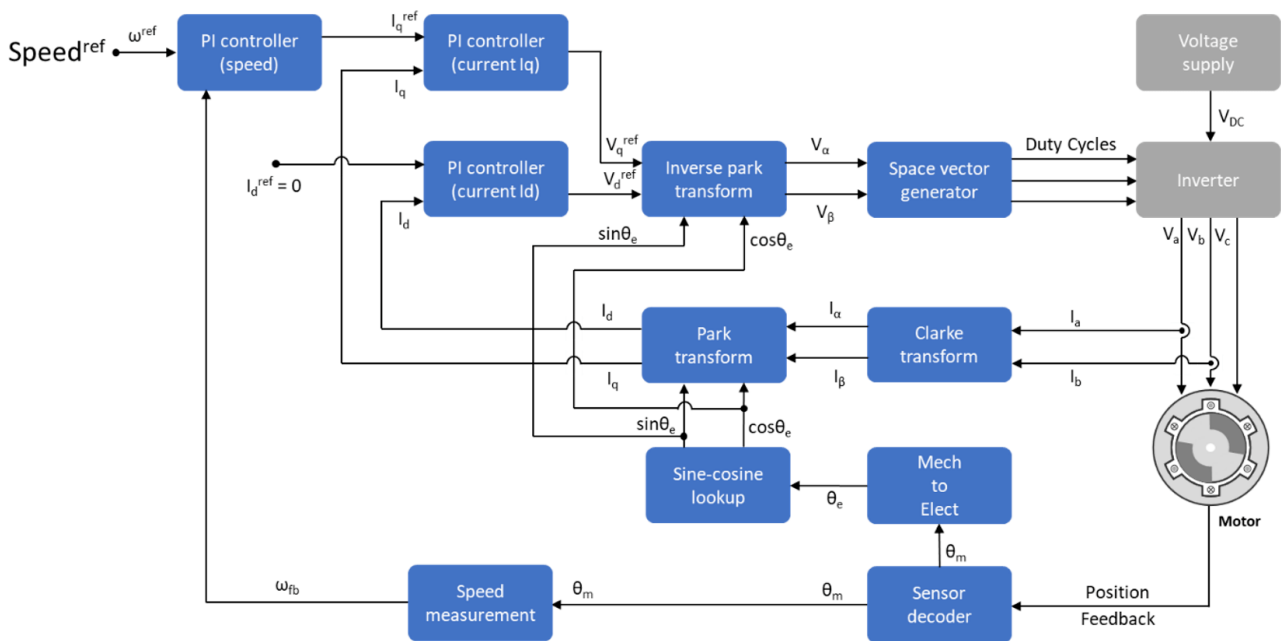 Speed^ref
ω^ref
PI controller
(speed)
I_q^ref
I_q
PI controller
(current Iq)
Voltage
supply
V_DC
I_d^ref = 0
I_d
PI controller
(current Id)
V_q^ref
V_d^ref
Inverse park
transform
V_α
V_β
Space vector
generator
Duty Cycles
Inverter
sinθ_e
cosθ_e
V_a
V_b
V_c
I_d
I_q
Park
transform
I_α
I_β
Clarke
transform
I_a
I_b
sinθ_e
cosθ_e
Sine-cosine
lookup
θ_e
Mech
to
Elect
Motor
θ_m
ω_fb
Speed
measurement
θ_m
θ_m
Sensor
decoder
Position
Feedback